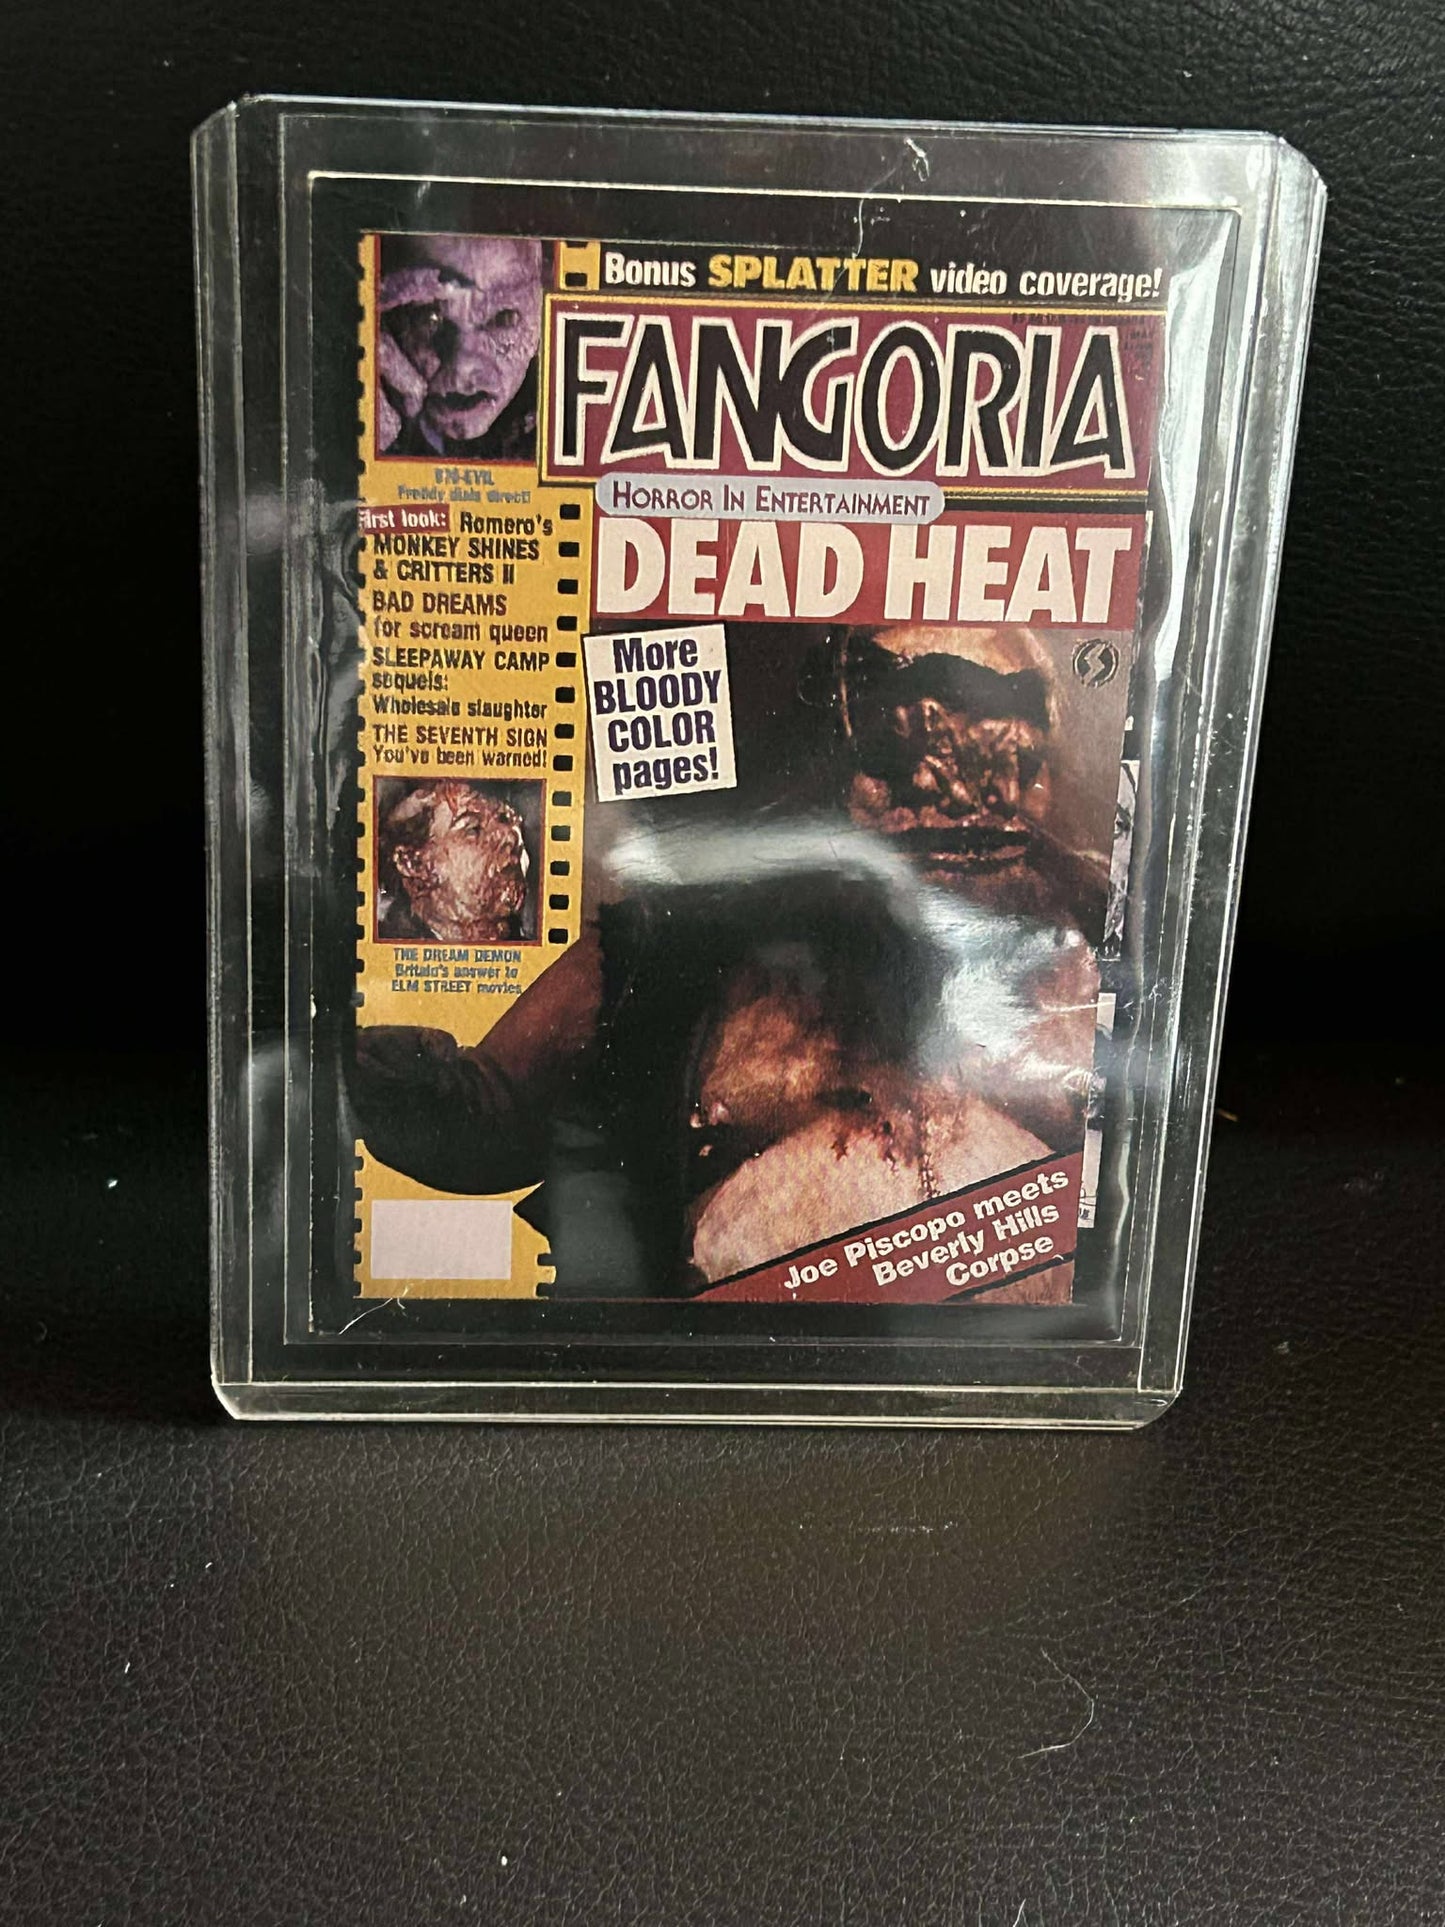 Bonus SPLATTER video coverage!
FANGORIA
HORROR IN ENTERTAINMENT
DEAD HEAT
976-EVIL
Freddy dials direct!
First look: Romero's
MONKEY SHINES
& CRITTERS II
BAD DREAMS
for scream queen
SLEEPAWAY CAMP
sequels:
Wholesale slaughter
THE SEVENTH SIGN
You've been warned!
More
BLOODY
COLOR
pages!
THE DREAM DEMON
Britain's answer to
ELM STREET movies
Joe Piscopo meets
Beverly Hills
Corpse